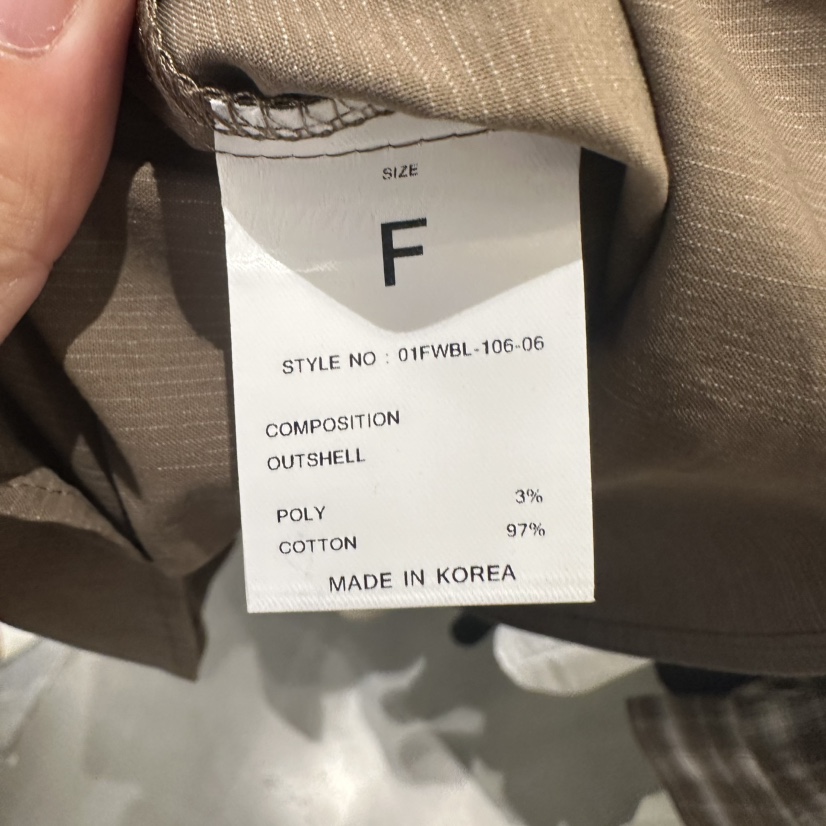 SIZE
F
STYLE NO : 01FWBL-106-06
COMPOSITION
OUTSHELL
POLY 3%
COTTON 97%
MADE IN KOREA